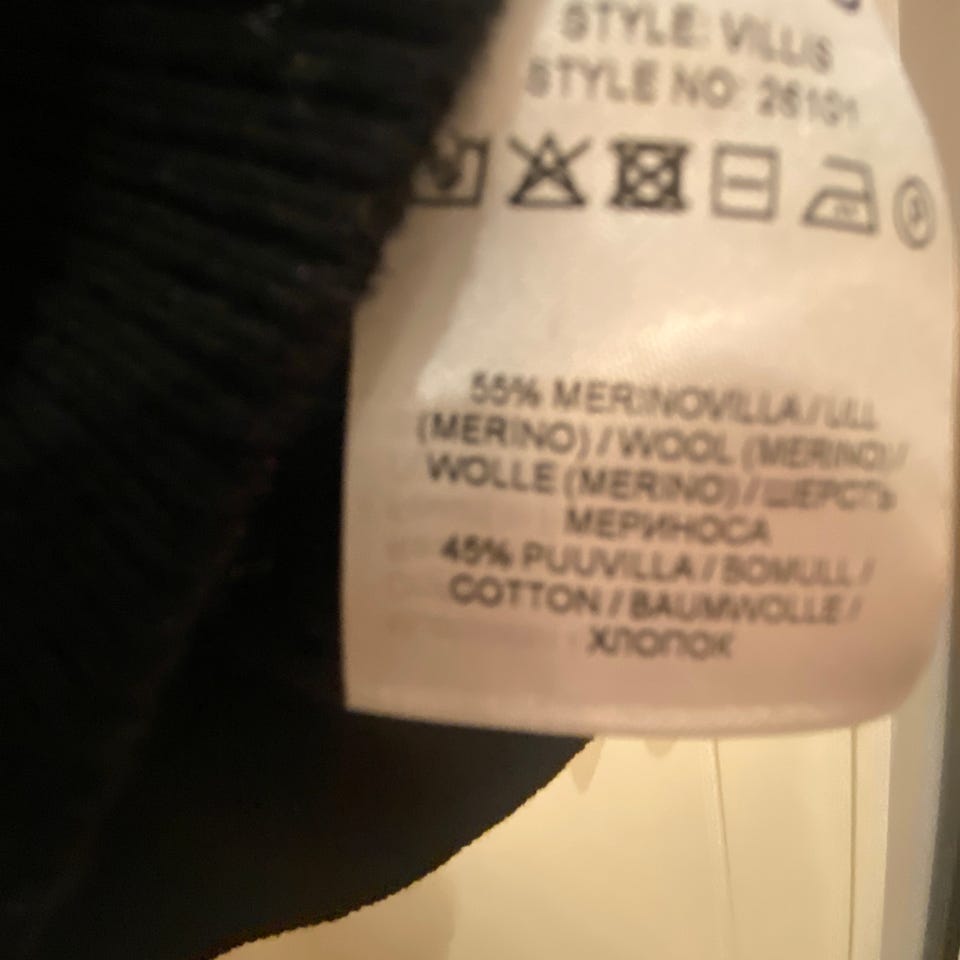 STYLE: VILLIS
STYLE NO: 26101
55% MERINOVILLA / ULL
(MERINO) / WOOL (MERINO) /
WOLLE (MERINO) / ШЕРСТЬ
МЕРИНОСА
45% PUUVILLA / BOMULL /
COTTON / BAUMWOLLE /
ХЛОПОК